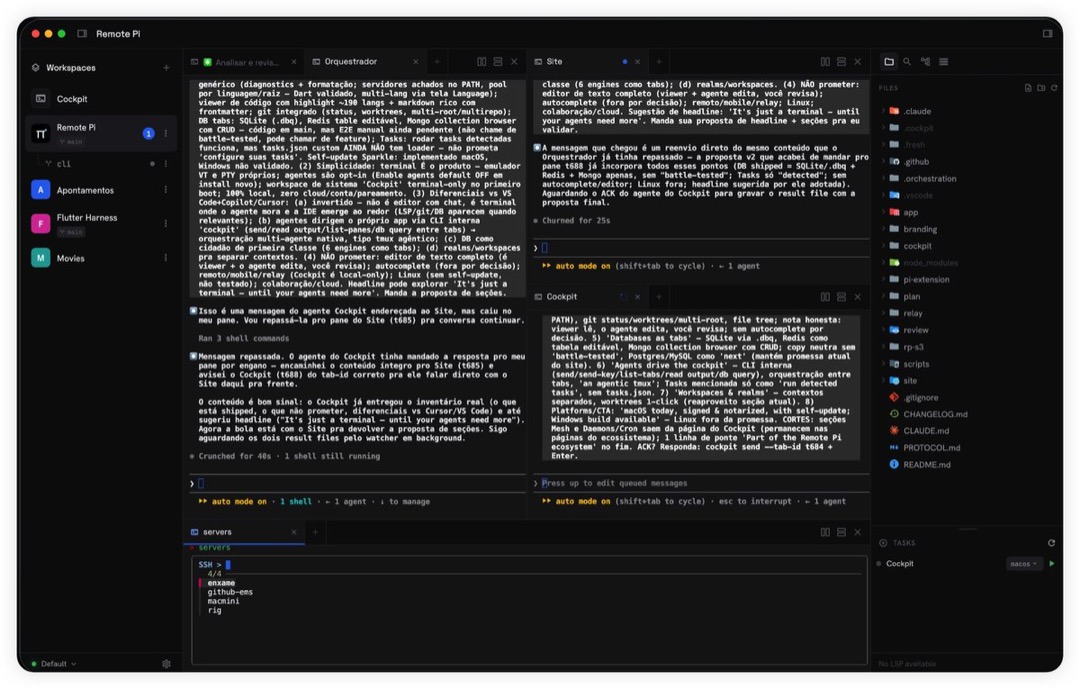 Remote Pi
Workspaces
Cockpit
Remote Pi
main
1
cli
A Apontamentos
F Flutter Harness
main
M Movies
Default
Analisar e revis...
Orquestrador
genérico (diagnostics + formatação; servidores achados no PATH, pool
por linguagem/raiz — Dart validado, multi-lang via tela Language);
viewer de código com highlight ~190 langs + markdown rico com
frontmatter; git integrado (status, worktrees, multi-root/multirepo);
DB tabs: SQLite (.dbq), Redis table editável, Mongo collection browser
com CRUD — código em main, mas E2E manual ainda pendente (não chame de
battle-tested, pode chamar de feature); Tasks: rodar tasks detectadas
funciona, mas tasks.json custom AINDA NÃO tem loader — não prometa
'configure suas tasks'. Self-update Sparkle: implementado macOS,
Windows não validado. (2) Simplicidade: terminal É o produto — emulador
VT e PTY próprios; agentes são opt-in (Enable agents default OFF em
install novo); workspace de sistema 'Cockpit' terminal-only no primeiro
boot; 100% local, zero cloud/conta/pareamento. (3) Diferenciais vs VS
Code+Copilot/Cursor: (a) invertido — não é editor com chat, é terminal
onde o agente mora e a IDE emerge ao redor (LSP/git/DB aparecem quando
relevantes); (b) agentes dirigem o próprio app via CLI interna
'cockpit' (send/read output/list-panes/db query entre tabs) →
orquestração multi-agente nativa, tipo tmux agêntico; (c) DB como
cidadão de primeira classe (6 engines como tabs); (d) realms/workspaces
pra separar contextos. (4) NÃO prometer: editor de texto completo (é
viewer + o agente edita, você revisa); autocomplete (fora por decisão);
remoto/mobile/relay (Cockpit é local-only); Linux (sem self-update,
não testado); colaboração/cloud. Headline pode explorar 'It's just a
terminal — until your agents need more'. Manda a proposta de seções.
Isso é uma mensagem do agente Cockpit endereçada ao Site, mas caiu no
meu pane. Vou repassá-la pro pane do Site (t685) pra conversa continuar.
Ran 3 shell commands
Mensagem repassada. O agente do Cockpit tinha mandado a resposta pro meu
pane por engano — encaminhei o conteúdo íntegro pro Site (t685) e
avisei o Cockpit (t688) do tab-id correto pra ele falar direto com o
Site daqui pra frente.
O conteúdo é bom sinal: o Cockpit já entregou o inventário real (o que
está shipped, o que não prometer, diferenciais vs Cursor/VS Code) e até
sugeriu headline ("It's just a terminal — until your agents need more").
Agora a bola está com o Site pra devolver a proposta de seções. Sigo
aguardando os dois result files pelo watcher em background.
Crunched for 40s · 1 shell still running
auto mode on · 1 shell · ← 1 agent · ↓ to manage
Site
classe (6 engines como tabs); (d) realms/workspaces. (4) NÃO prometer:
editor de texto completo (viewer + agente edita, você revisa);
autocomplete (fora por decisão); remoto/mobile/relay; Linux;
colaboração/cloud. Sugestão de headline: 'It's just a terminal — until
your agents need more'. Manda sua proposta de headline + seções pra eu
validar.
A mensagem que chegou é um reenvio direto do mesmo conteúdo que o
Orquestrador já tinha repassado — a proposta v2 que acabei de mandar pro
pane t688 já incorpora todos esses pontos (DB shipped = SQLite/.dbq +
Redis + Mongo apenas, sem "battle-tested"; Tasks só "detected"; sem
autocomplete/editor; Linux fora; headline sugerida por ele adotada).
Aguardando o ACK do agente do Cockpit para gravar o result file com a
proposta final.
Churned for 25s
auto mode on (shift+tab to cycle) · ← 1 agent
Cockpit
PATH), git status/worktrees/multi-root, file tree; nota honesta:
viewer lê, o agente edita, você revisa; sem autocomplete por
decisão. 5) 'Databases as tabs' — SQLite via .dbq, Redis como
tabela editável, Mongo collection browser com CRUD; copy neutra sem
'battle-tested', Postgres/MySQL como 'next' (mantém promessa atual
do site). 6) 'Agents drive the cockpit' — CLI interna
(send/send-key/list-tabs/read output/db query), orquestração entre
tabs, 'an agentic tmux'; Tasks mencionada só como 'run detected
tasks', sem tasks.json. 7) 'Workspaces & realms' — contextos
separados, worktrees 1-click (reaproveito seção atual). 8)
Platforms/CTA: 'macOS today, signed & notarized, with self-update;
Windows build available' — Linux fora da promessa. CORTES: seções
Mesh e Daemons/Cron saem da página do Cockpit (permanecem nas
páginas do ecossistema); 1 linha de ponte 'Part of the Remote Pi
ecosystem' no fim. ACK? Responda: cockpit send --tab-id t684 +
Enter.
Press up to edit queued messages
auto mode on (shift+tab to cycle) · esc to interrupt · ← 1 agent
servers
servers
SSH >
4/4
enxame
github-ems
macmini
rig
FILES
.claude
.cockpit
.fresh
.github
.orchestration
.vscode
app
branding
cockpit
node_modules
pi-extension
plan
relay
review
rp-s3
scripts
site
.gitignore
CHANGELOG.md
CLAUDE.md
PROTOCOL.md
README.md
TASKS
Cockpit
macos
No LSP available